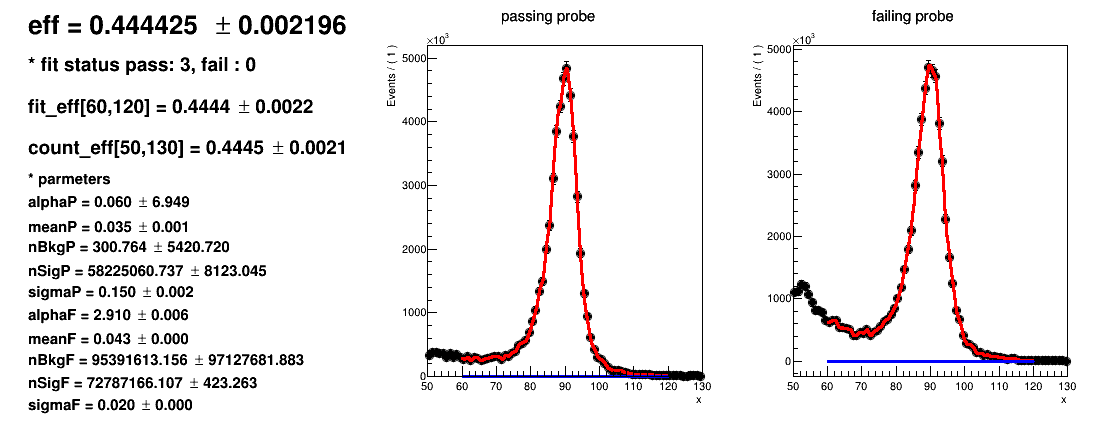 eff = 0.444425 ± 0.002196
* fit status pass: 3, fail : 0
fit_eff[60,120] = 0.4444 ± 0.0022
count_eff[50,130] = 0.4445 ± 0.0021
* parmeters
alphaP = 0.060 ± 6.949
meanP = 0.035 ± 0.001
nBkgP = 300.764 ± 5420.720
nSigP = 58225060.737 ± 8123.045
sigmaP = 0.150 ± 0.002
alphaF = 2.910 ± 0.006
meanF = 0.043 ± 0.000
nBkgF = 95391613.156 ± 97127681.883
nSigF = 72787166.107 ± 423.263
sigmaF = 0.020 ± 0.000
passing probe
×10³
Events / ( 1 )
5000
4000
3000
2000
1000
0
50 60 70 80 90 100 110 120 130
x
failing probe
×10³
Events / ( 1 )
5000
4000
3000
2000
1000
0
50 60 70 80 90 100 110 120 130
x